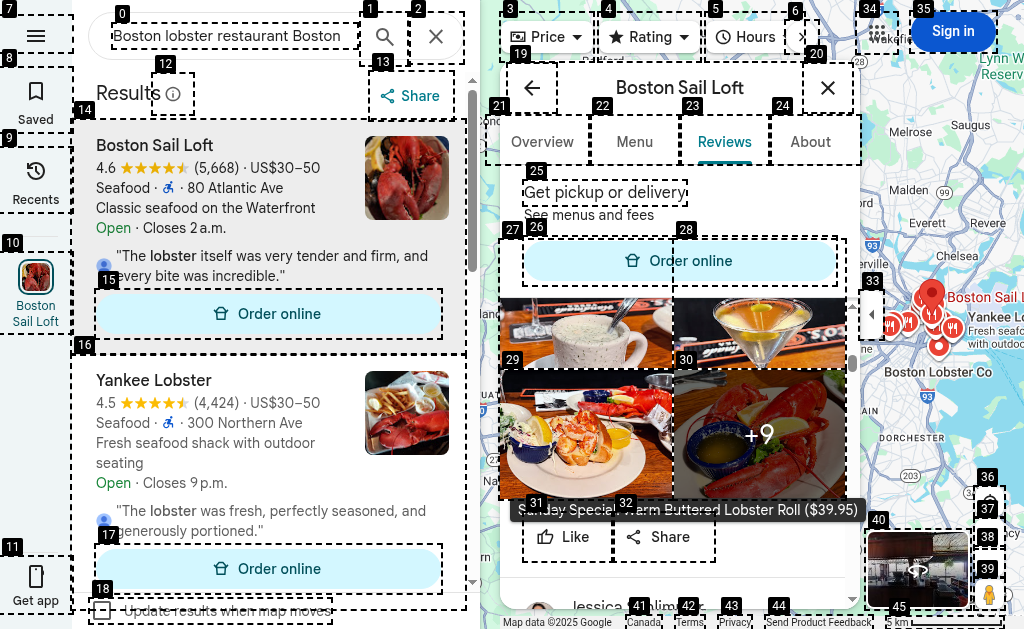 Boston lobster restaurant Boston
Saved
Recents
Boston
Sail Loft
Get app
Results
Share
Boston Sail Loft
4.6 (5,668) · US$30–50
Seafood · · 80 Atlantic Ave
Classic seafood on the Waterfront
Open · Closes 2 a.m.
"The lobster itself was very tender and firm, and
every bite was incredible."
Order online
Yankee Lobster
4.5 (4,424) · US$30–50
Seafood · · 300 Northern Ave
Fresh seafood shack with outdoor
seating
Open · Closes 9 p.m.
"The lobster was fresh, perfectly seasoned, and
generously portioned."
Order online
Update results when map moves
Price
Rating
Hours
Sign in
Boston Sail Loft
Overview
Menu
Reviews
About
Get pickup or delivery
See menus and fees
Order online
+9
Sunday Special Warm Buttered Lobster Roll ($39.95)
Like
Share
Lynn W
Reserv
Melrose
Saugus
Malden
Everett
Revere
Chelsea
99
60
93
Boston Sail L
Yankee Lo
Fresh seafo
with outdoo
Boston Lobster Co
93
DORCHESTER
203
28
Map data ©2025 Google
Canada
Terms
Privacy
Send Product Feedback
5 km
0
1
2
3
4
5
6
7
8
9
10
11
12
13
14
15
16
17
18
19
20
21
22
23
24
25
26
27
28
29
30
31
32
33
34
35
36
37
38
39
40
41
42
43
44
45